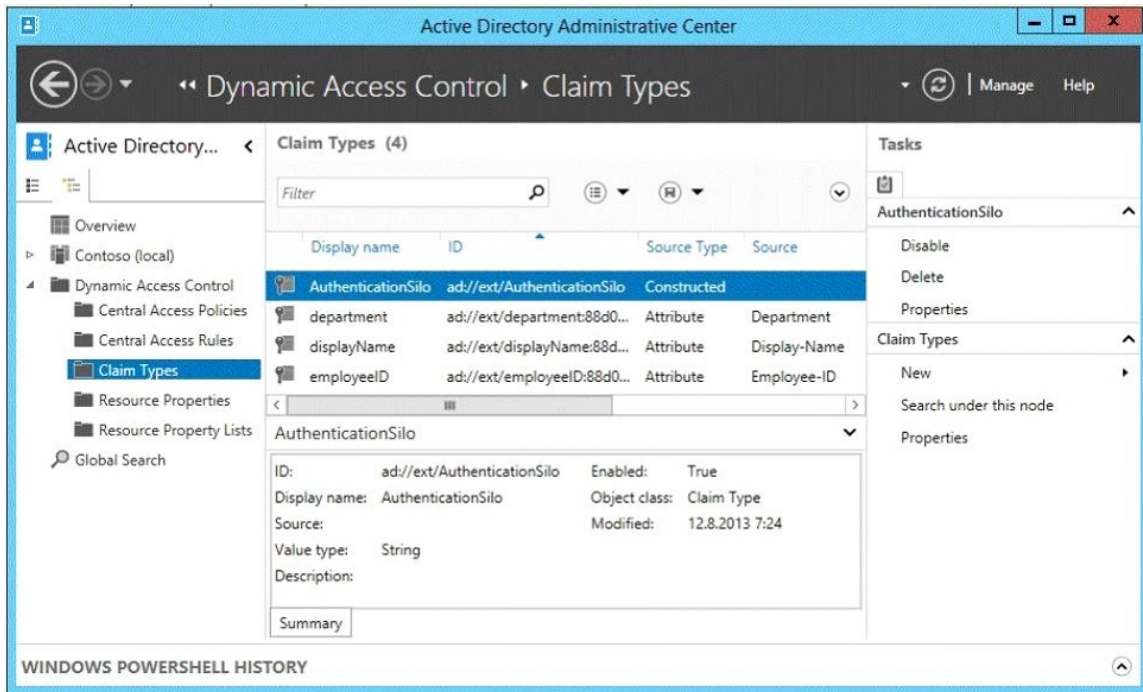 Active Directory Administrative Center
Dynamic Access Control Claim Types
Manage Help
Active Directory...
Overview
Contoso (local)
Dynamic Access Control
Central Access Policies
Central Access Rules
Claim Types
Resource Properties
Resource Property Lists
Global Search
Claim Types (4)
Filter
Display name ID Source Type Source
AuthenticationSilo ad://ext/AuthenticationSilo Constructed
department ad://ext/department:88d0... Attribute Department
displayName ad://ext/displayName:88d... Attribute Display-Name
employeeID ad://ext/employeeID:88d0... Attribute Employee-ID
AuthenticationSilo
ID: ad://ext/AuthenticationSilo Enabled: True
Display name: AuthenticationSilo Object class: Claim Type
Source: Modified: 12.8.2013 7:24
Value type: String
Description:
Summary
Tasks
AuthenticationSilo
Disable
Delete
Properties
Claim Types
New
Search under this node
Properties
WINDOWS POWERSHELL HISTORY